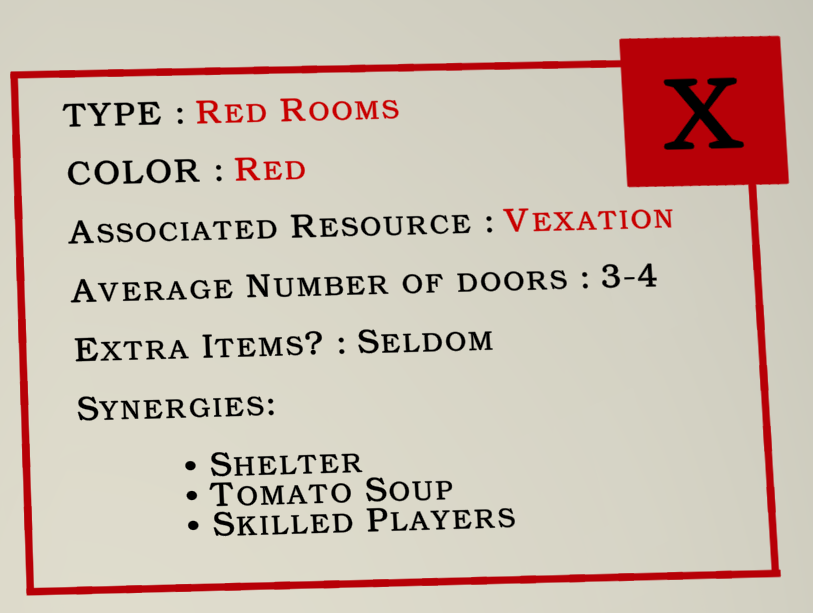 X
TYPE : RED ROOMS
COLOR : RED
ASSOCIATED RESOURCE : VEXATION
AVERAGE NUMBER OF DOORS : 3-4
EXTRA ITEMS? : SELDOM
SYNERGIES:
• SHELTER
• TOMATO SOUP
• SKILLED PLAYERS